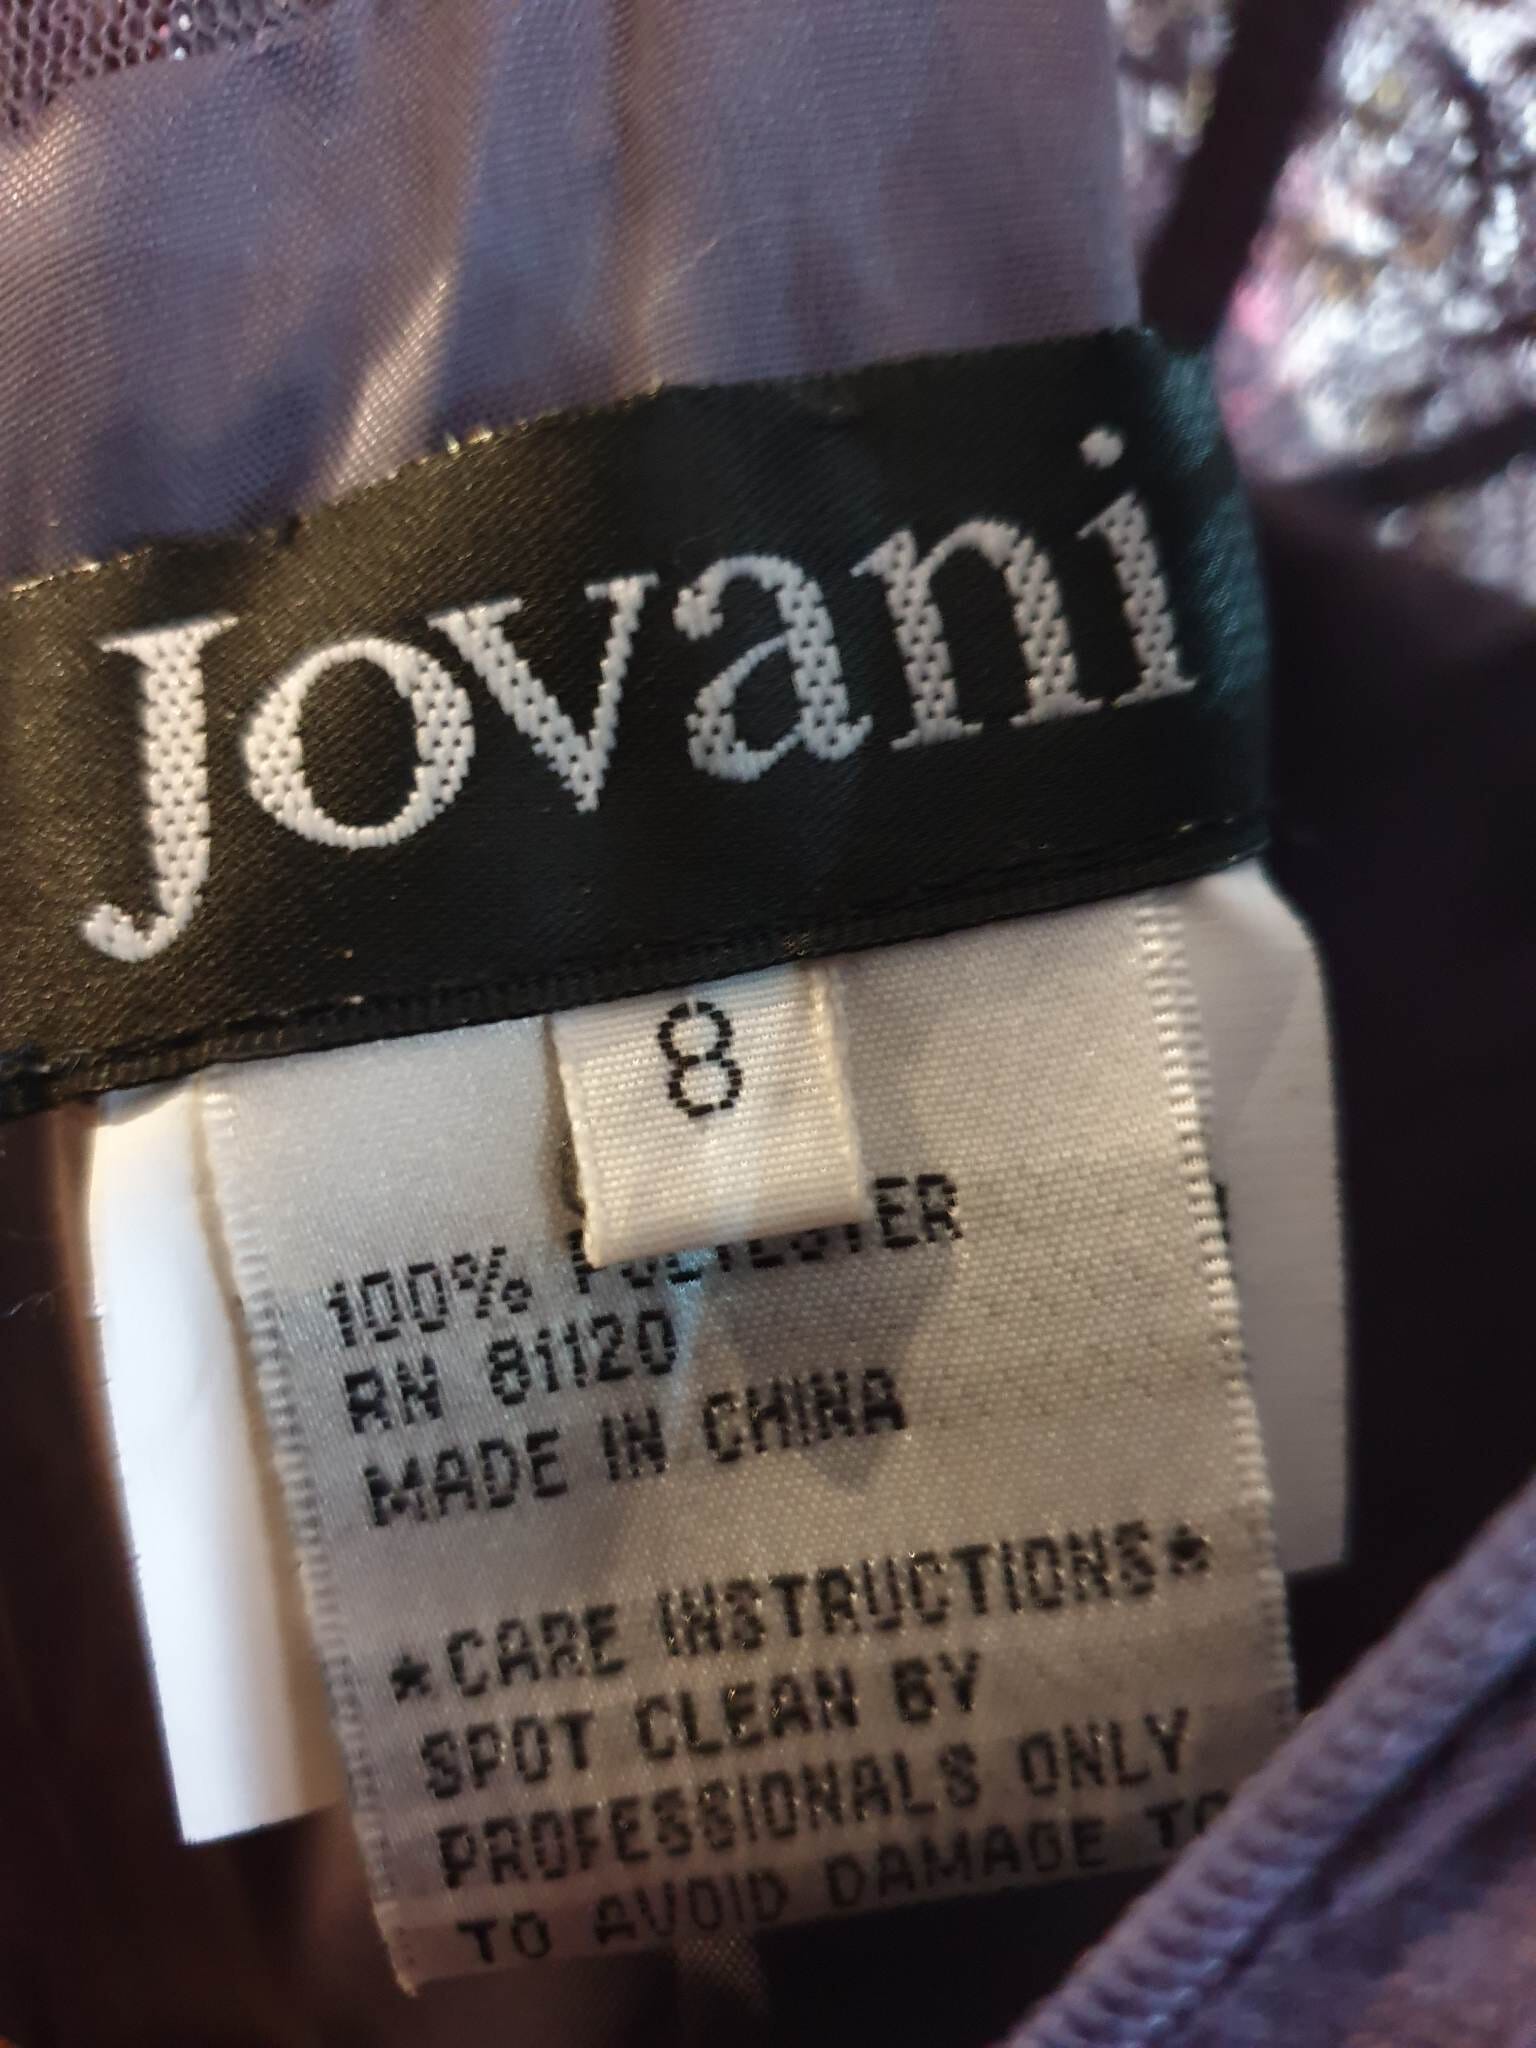 Jovani
8
100% POLYESTER
RN 81120
MADE IN CHINA
★CARE INSTRUCTIONS★
SPOT CLEAN BY
PROFESSIONALS ONLY
TO AVOID DAMAGE TO